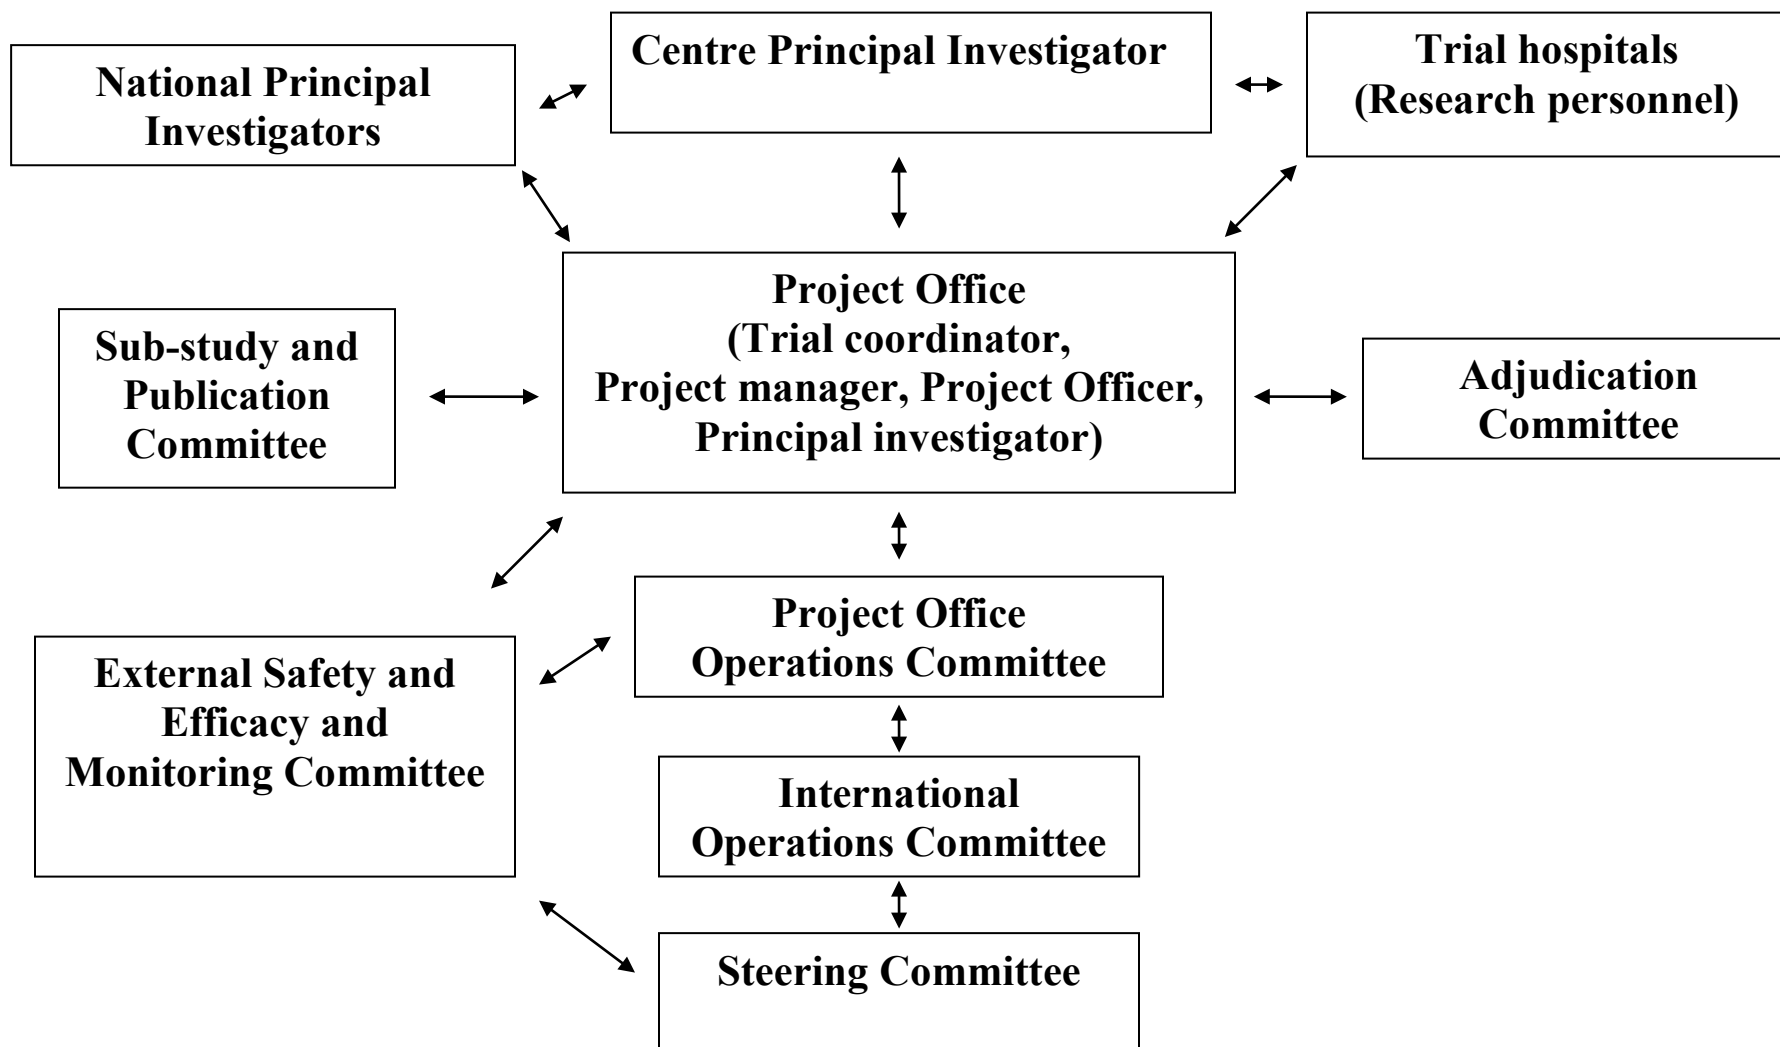 National Principal
Investigators
Centre Principal Investigator
Trial hospitals
(Research personnel)
Project Office
(Trial coordinator,
Project manager, Project Officer,
Principal investigator)
Sub-study and
Publication
Committee
Adjudication
Committee
Project Office
Operations Committee
External Safety and
Efficacy and
Monitoring Committee
International
Operations Committee
Steering Committee